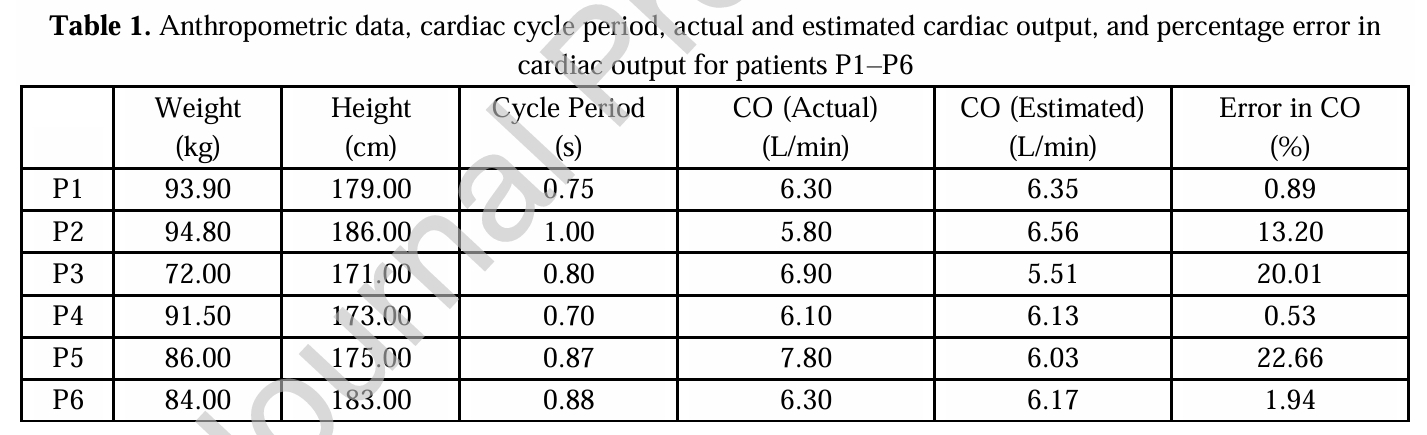 Table 1. Anthropometric data, cardiac cycle period, actual and estimated cardiac output, and percentage error in
cardiac output for patients P1–P6
Weight (kg) Height (cm) Cycle Period (s) CO (Actual) (L/min) CO (Estimated) (L/min) Error in CO (%)
P1 93.90 179.00 0.75 6.30 6.35 0.89
P2 94.80 186.00 1.00 5.80 6.56 13.20
P3 72.00 171.00 0.80 6.90 5.51 20.01
P4 91.50 173.00 0.70 6.10 6.13 0.53
P5 86.00 175.00 0.87 7.80 6.03 22.66
P6 84.00 183.00 0.88 6.30 6.17 1.94
Journal Pr